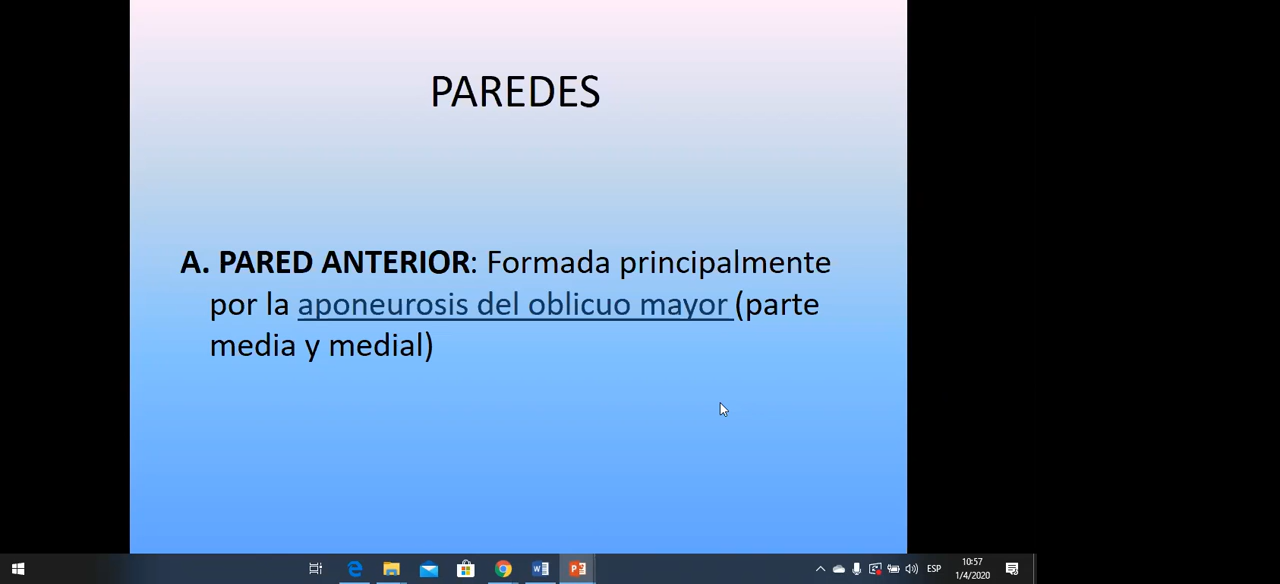 PAREDES
A. PARED ANTERIOR: Formada principalmente
por la aponeurosis del oblicuo mayor (parte
media y medial)
ESP
10:57
1/4/2020